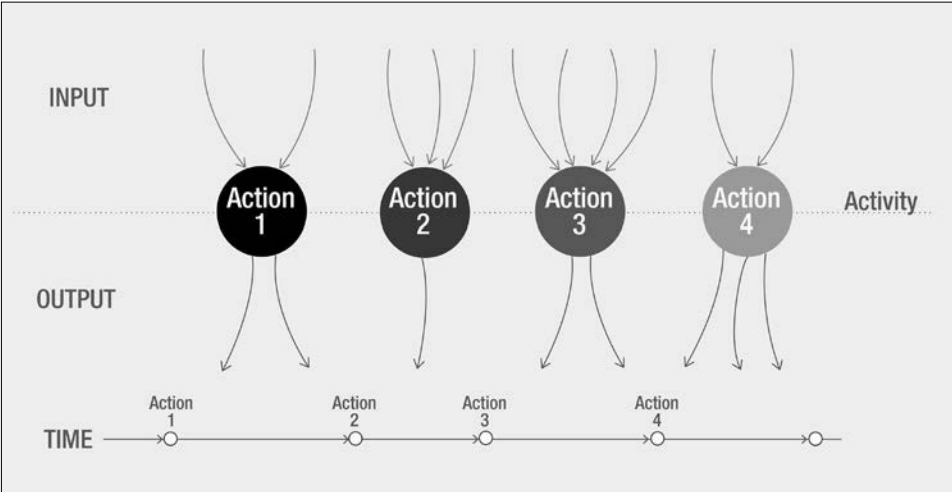 INPUT
Action
1
Action
2
Action
3
Action
4
Activity
OUTPUT
Action
1
Action
2
Action
3
Action
4
TIME